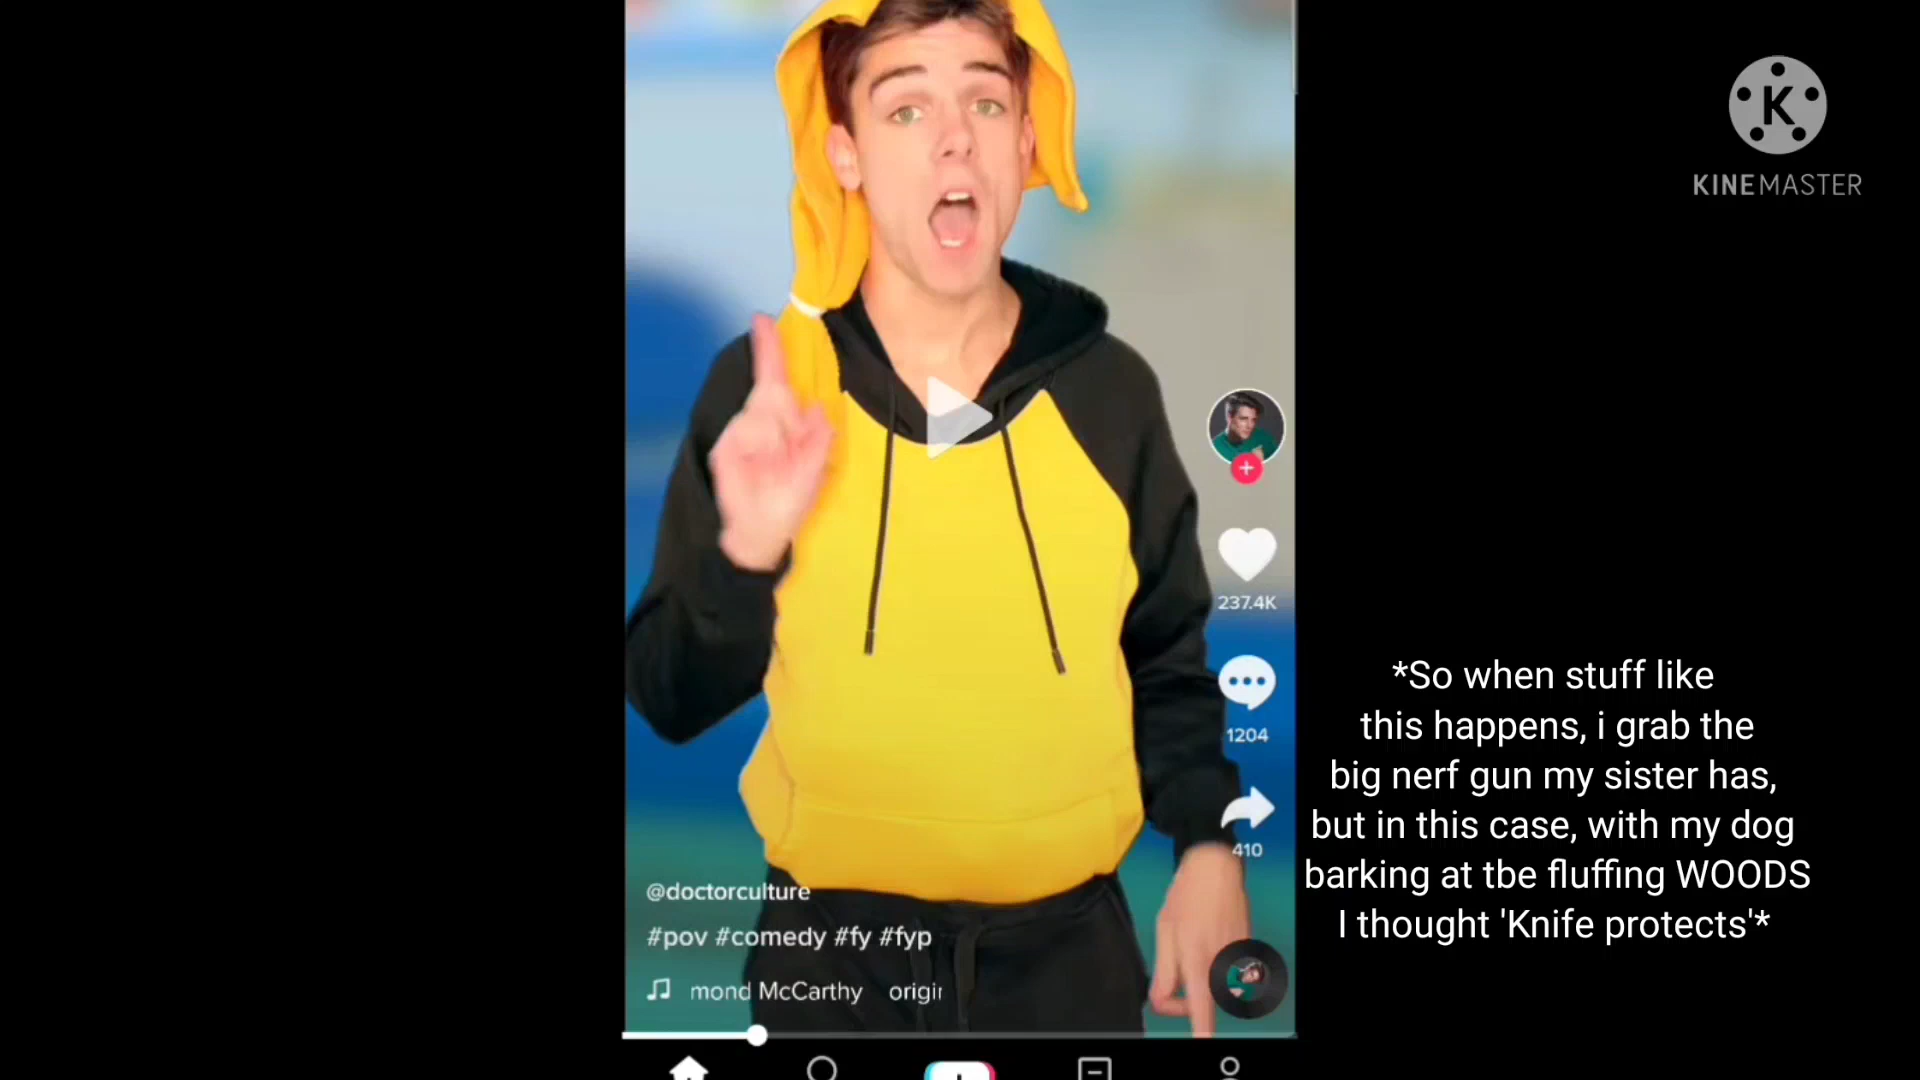 KINEMASTER
237.4K
1204
410
*So when stuff like
this happens, i grab the
big nerf gun my sister has,
but in this case, with my dog
barking at tbe fluffing WOODS
I thought 'Knife protects'*
@doctorculture
#pov #comedy #fy #fyp
mond McCarthy origin